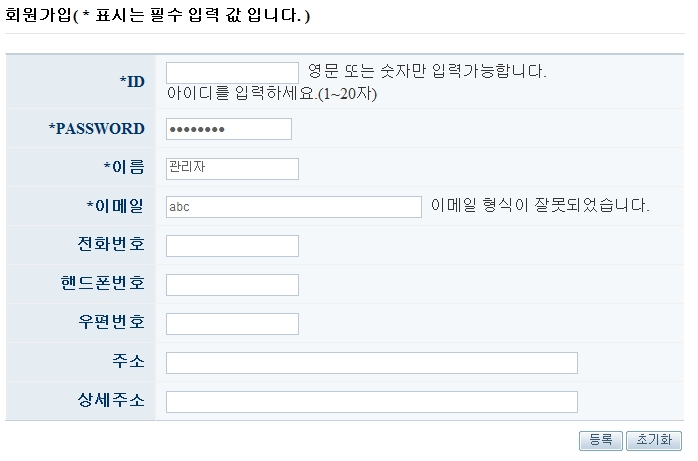 회원가입( * 표시는 필수 입력 값 입니다. )
*ID 영문 또는 숫자만 입력가능합니다.
아이디를 입력하세요.(1~20자)
*PASSWORD ••••••••
*이름 관리자
*이메일 abc 이메일 형식이 잘못되었습니다.
전화번호
핸드폰번호
우편번호
주소
상세주소
등록 초기화